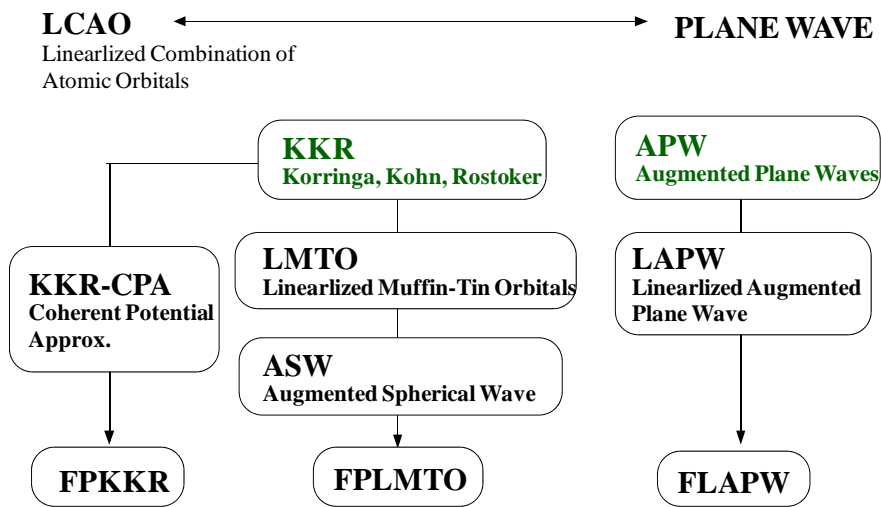 LCAO
Linearlized Combination of
Atomic Orbitals
PLANE WAVE
KKR
Korringa, Kohn, Rostoker
APW
Augmented Plane Waves
KKR-CPA
Coherent Potential
Approx.
LMTO
Linearlized Muffin-Tin Orbitals
LAPW
Linearlized Augmented
Plane Wave
ASW
Augmented Spherical Wave
FPKKR
FPLMTO
FLAPW